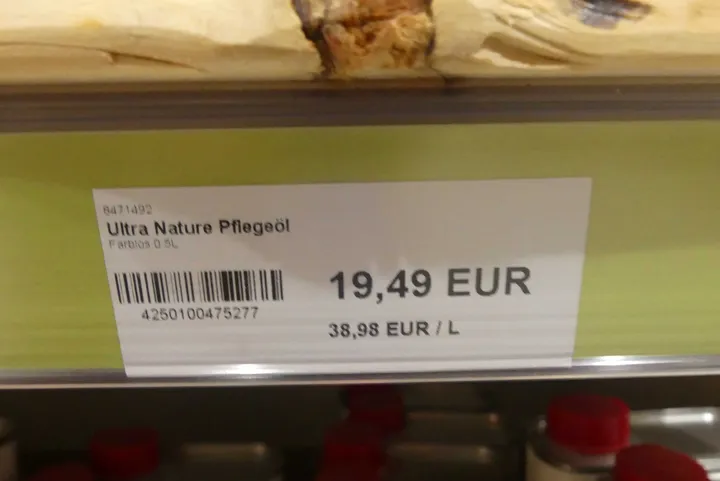 8471492
Ultra Nature Pflegeöl
Farblos 0.5L
4250100475277
19,49 EUR
38,98 EUR / L